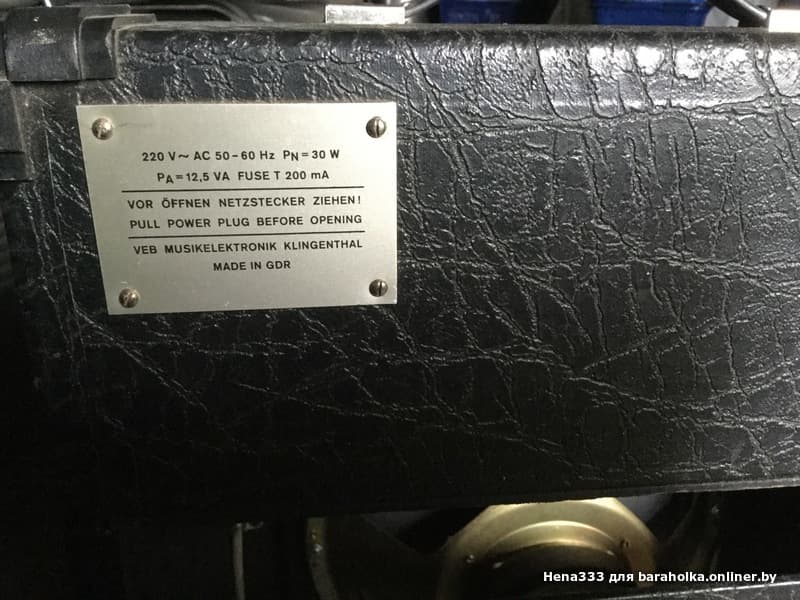 220 V~ AC 50-60 Hz PN=30 W
PA=12,5 VA FUSE T 200 mA
VOR ÖFFNEN NETZSTECKER ZIEHEN!
PULL POWER PLUG BEFORE OPENING
VEB MUSIKELEKTRONIK KLINGENTHAL
MADE IN GDR
Hena333 для baraholka.onliner.by